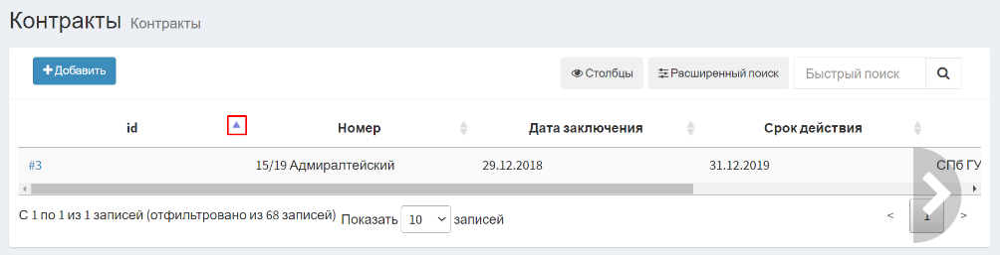 Контракты Контракты
+ Добавить Столбцы Расширенный поиск Быстрый поиск
id Номер Дата заключения Срок действия
#3 15/19 Адмиралтейский 29.12.2018 31.12.2019 СПб ГУ
С 1 по 1 из 1 записей (отфильтровано из 68 записей) Показать 10 записей < 1 >